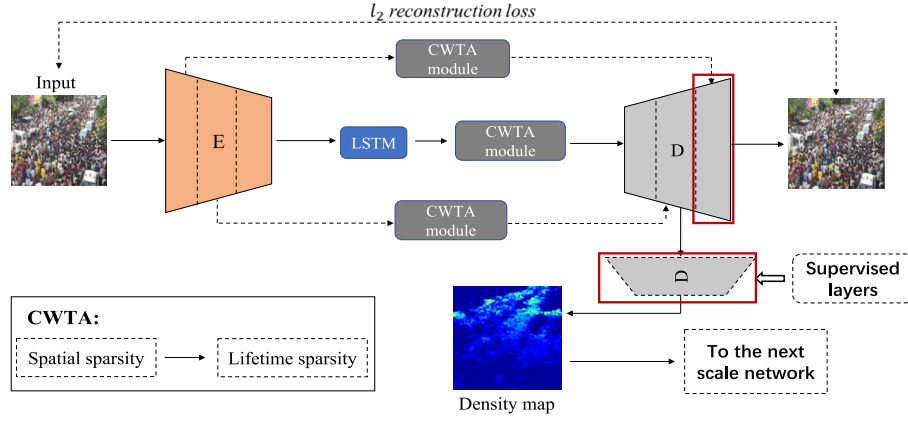 l₂ reconstruction loss
CWTA
module
Input
E
LSTM
CWTA
module
D
CWTA
module
D
Supervised
layers
CWTA:
Spatial sparsity
Lifetime sparsity
To the next
scale network
Density map